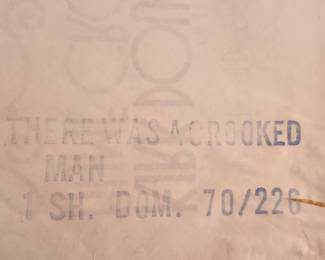 THERE WAS A CROOKED
MAN
1 SH. DOM. 70/226